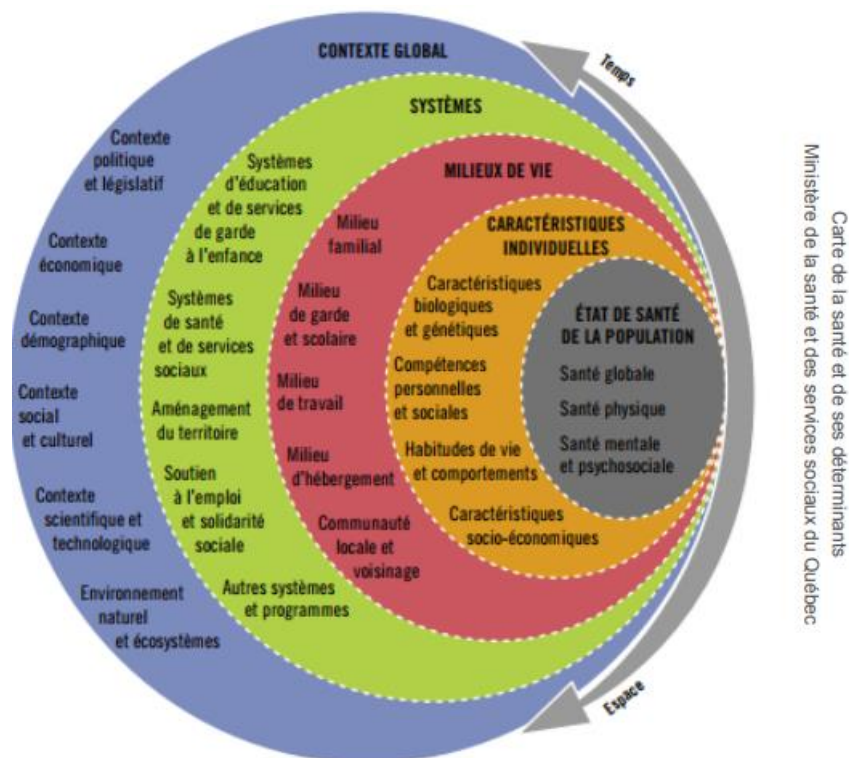 CONTEXTE GLOBAL
Contexte
politique
et législatif
Contexte
économique
Contexte
démographique
Contexte
social
et culturel
Contexte
scientifique et
technologique
Environnement
naturel
et écosystèmes
SYSTÈMES
Systèmes
d'éducation
et de services
de garde
à l'enfance
Systèmes
de santé
et de services
sociaux
Aménagement
du territoire
Soutien
à l'emploi
et solidarité
sociale
Autres systèmes
et programmes
MILIEUX DE VIE
Milieu
familial
Milieu
de garde
et scolaire
Milieu
de travail
Milieu
d'hébergement
Communauté
locale et
voisinage
CARACTÉRISTIQUES
INDIVIDUELLES
Caractéristiques
biologiques
et génétiques
Compétences
personnelles
et sociales
Habitudes de vie
et comportements
Caractéristiques
socio-économiques
ÉTAT DE SANTÉ
DE LA POPULATION
Santé globale
Santé physique
Santé mentale
et psychosociale
Temps
Espace
Carte de la santé et de ses déterminants
Ministère de la santé et des services sociaux du Québec